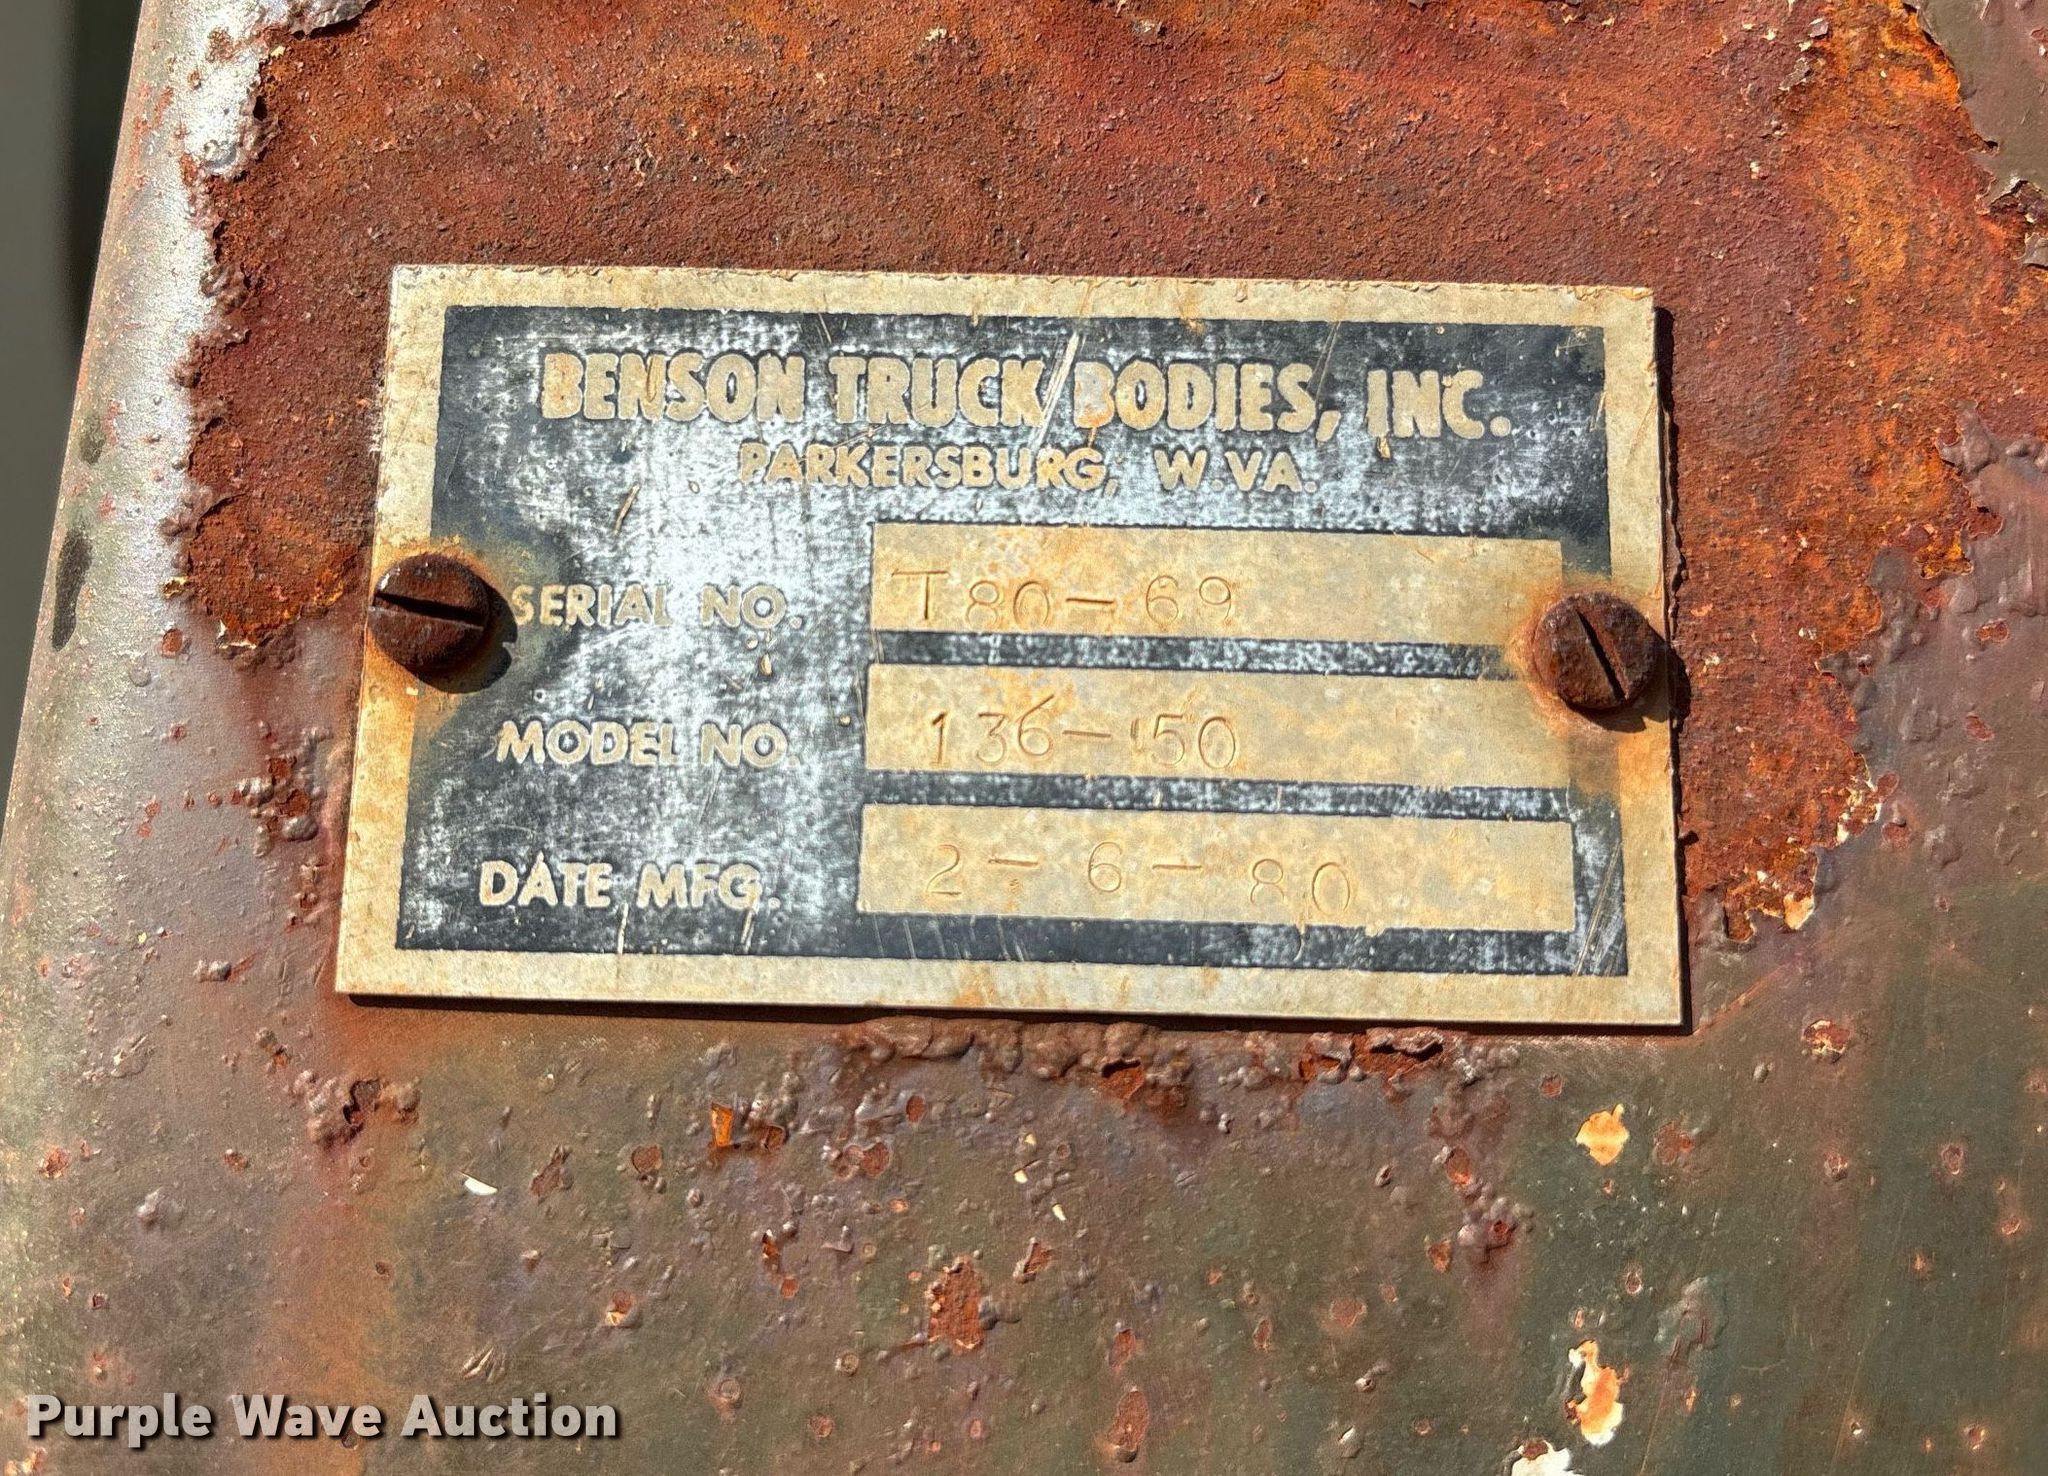 BENSON TRUCK BODIES, INC.
PARKERSBURG, W.VA.
SERIAL NO. T80-69
MODEL NO. 136-50
DATE MFG. 2-6-80
Purple Wave Auction